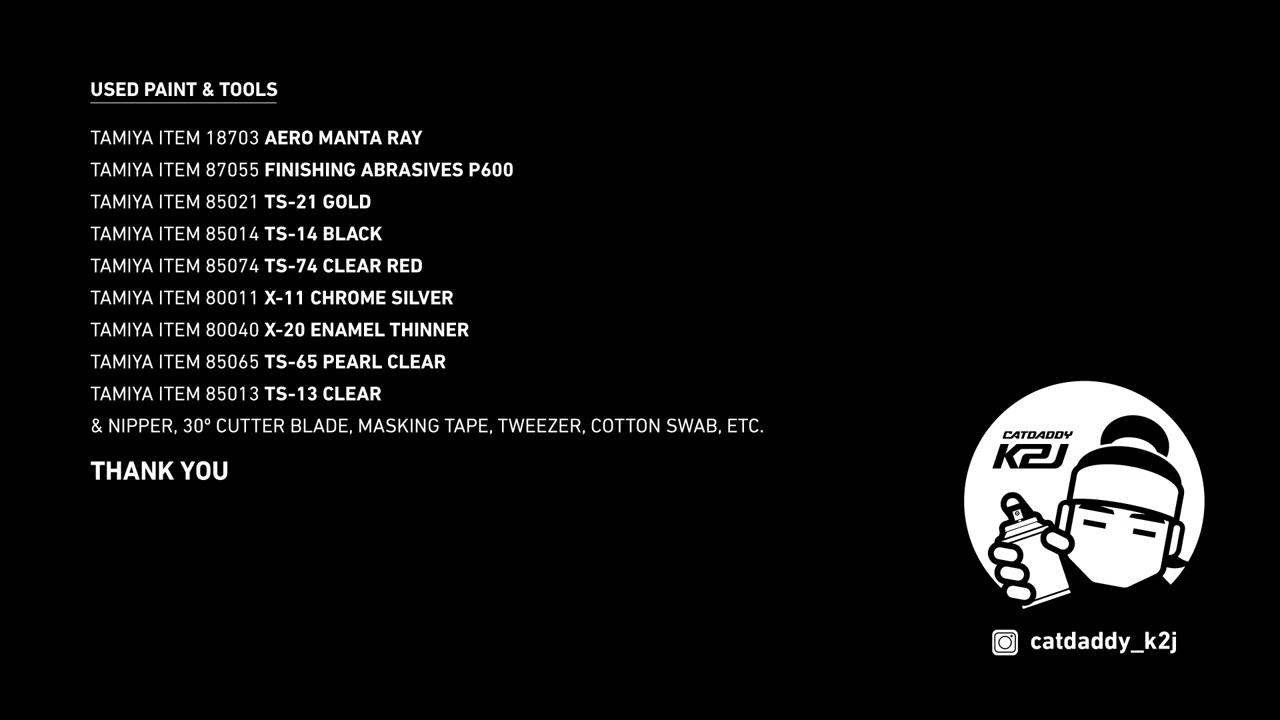 USED PAINT & TOOLS
TAMIYA ITEM 18703 AERO MANTA RAY
TAMIYA ITEM 87055 FINISHING ABRASIVES P600
TAMIYA ITEM 85021 TS-21 GOLD
TAMIYA ITEM 85014 TS-14 BLACK
TAMIYA ITEM 85074 TS-74 CLEAR RED
TAMIYA ITEM 80011 X-11 CHROME SILVER
TAMIYA ITEM 80040 X-20 ENAMEL THINNER
TAMIYA ITEM 85065 TS-65 PEARL CLEAR
TAMIYA ITEM 85013 TS-13 CLEAR
& NIPPER, 30º CUTTER BLADE, MASKING TAPE, TWEEZER, COTTON SWAB, ETC.
THANK YOU
CATDADDY
K2J
catdaddy_k2j